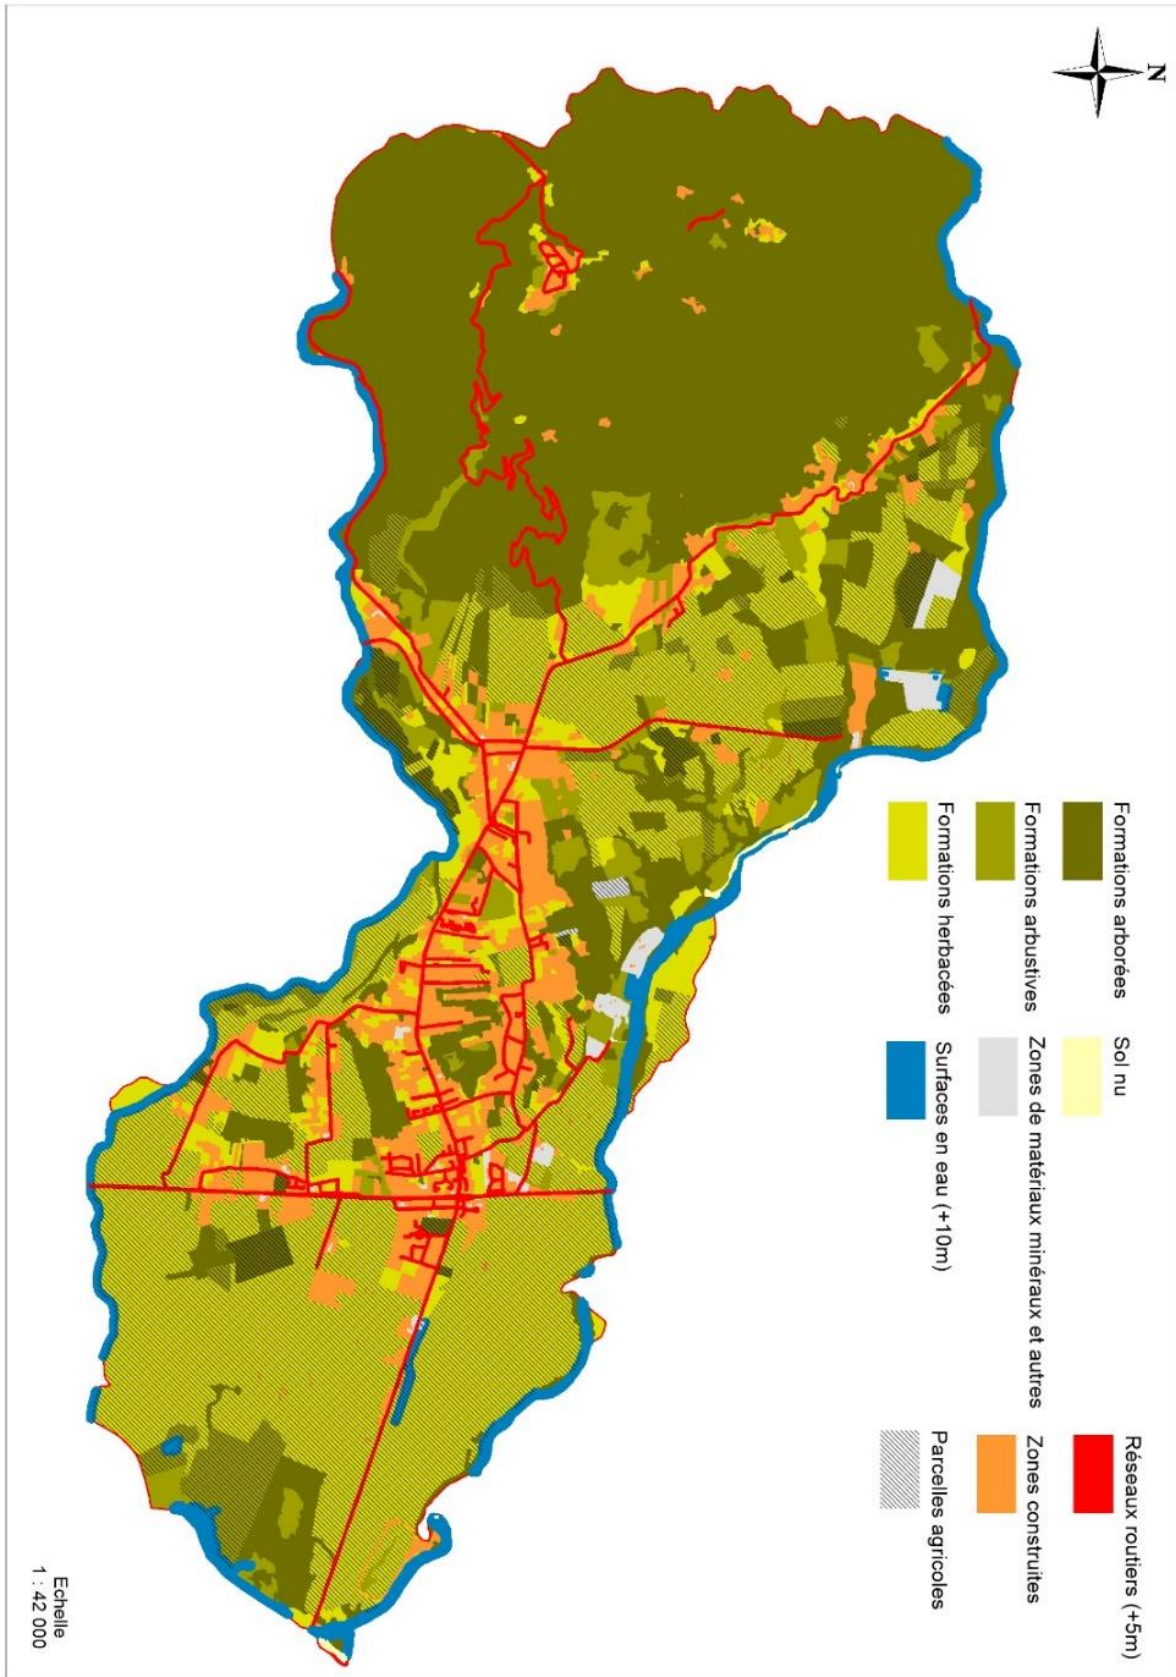 N
Formations arborées
Formations arbustives
Formations herbacées
Sol nu
Zones de matériaux minéraux et autres
Surfaces en eau (+10m)
Réseaux routiers (+5m)
Zones construites
Parcelles agricoles
Echelle
1 : 42 000